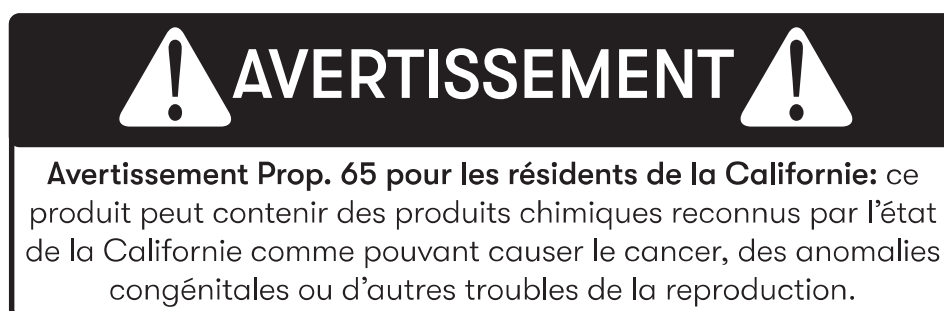 AVERTISSEMENT
Avertissement Prop. 65 pour les résidents de la Californie: ce
produit peut contenir des produits chimiques reconnus par l'état
de la Californie comme pouvant causer le cancer, des anomalies
congénitales ou d'autres troubles de la reproduction.